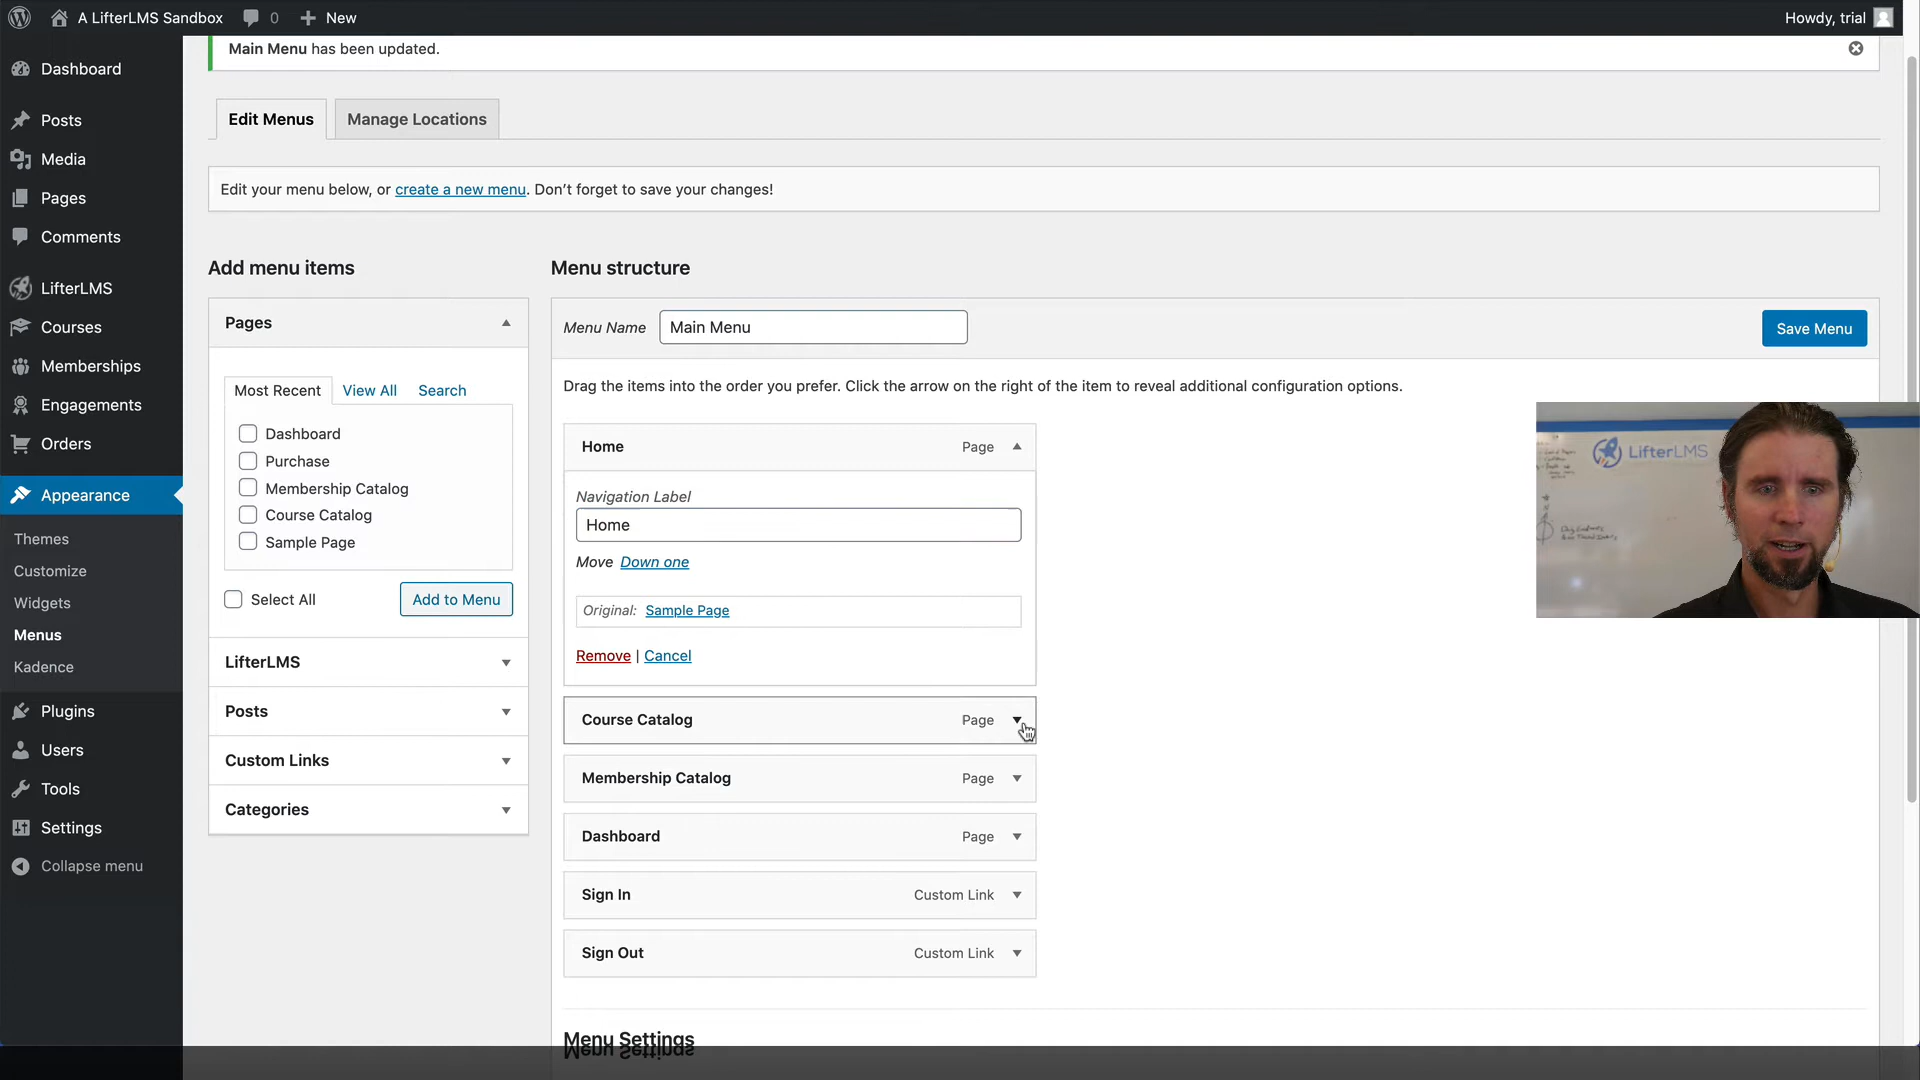 A LifterLMS Sandbox
0
New
Howdy, trial
Main Menu has been updated.
Dashboard
Posts
Media
Pages
Comments
LifterLMS
Courses
Memberships
Engagements
Orders
Appearance
Themes
Customize
Widgets
Menus
Kadence
Plugins
Users
Tools
Settings
Collapse menu
Edit Menus
Manage Locations
Edit your menu below, or create a new menu. Don’t forget to save your changes!
Add menu items
Pages
Most Recent View All Search
Dashboard
Purchase
Membership Catalog
Course Catalog
Sample Page
Select All
Add to Menu
LifterLMS
Posts
Custom Links
Categories
Menu structure
Menu Name Main Menu
Save Menu
Drag the items into the order you prefer. Click the arrow on the right of the item to reveal additional configuration options.
Home Page
Navigation Label
Home
Move Down one
Original: Sample Page
Remove | Cancel
Course Catalog Page
Membership Catalog Page
Dashboard Page
Sign In Custom Link
Sign Out Custom Link
Menu Settings
LifterLMS